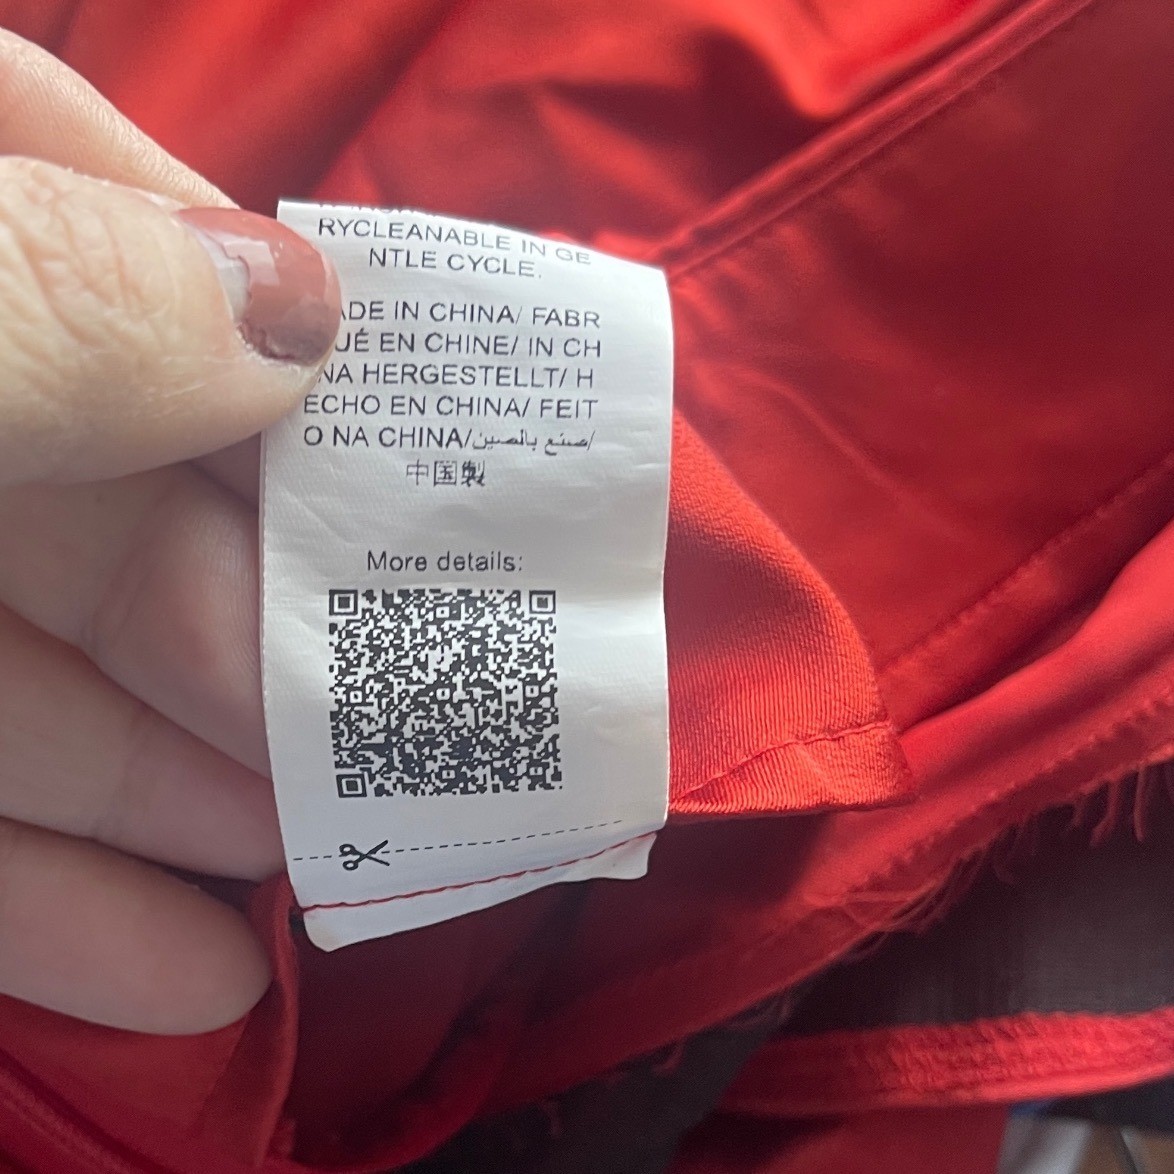 RYCLEANABLE IN GE
NTLE CYCLE.
ADE IN CHINA/ FABR
UÉ EN CHINE/ IN CH
NA HERGESTELLT/ H
ECHO EN CHINA/ FEIT
O NA CHINA/صنع بالصين/
中国製
More details: